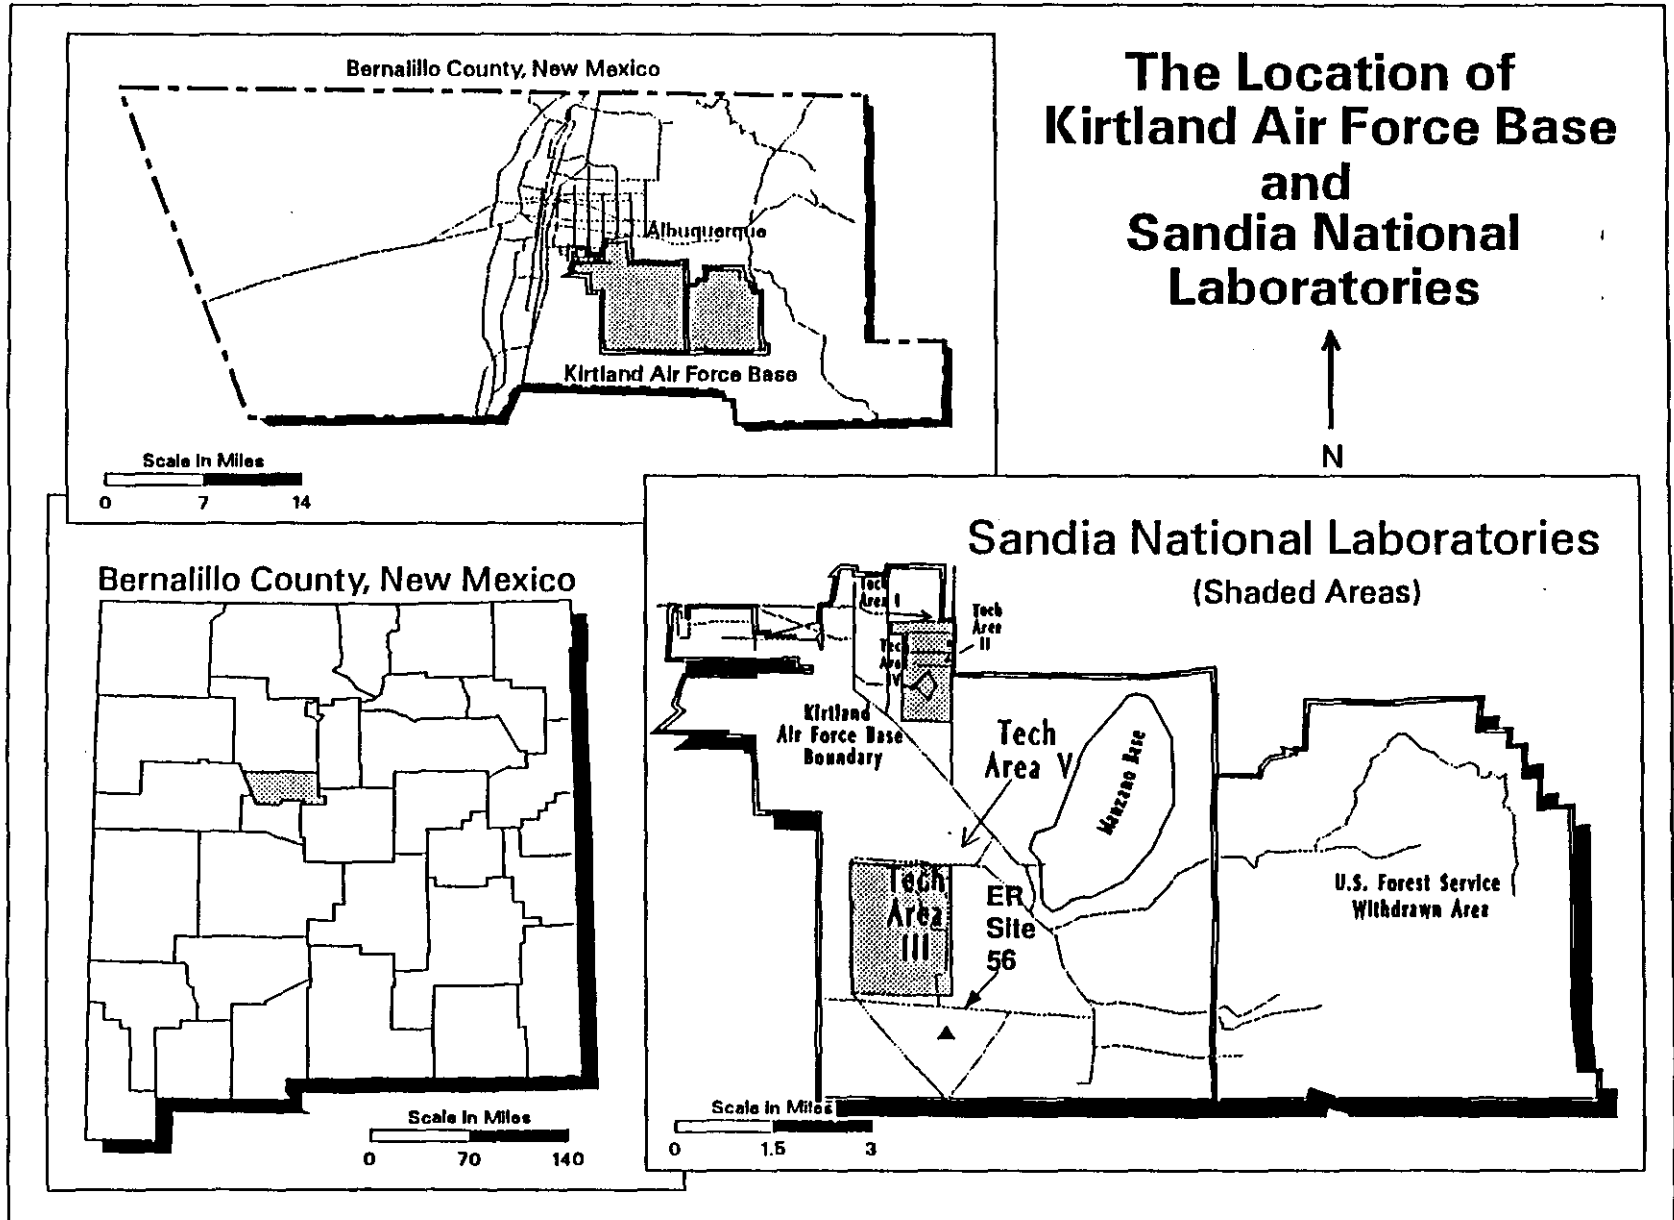 The Location of
Kirtland Air Force Base
and
Sandia National
Laboratories
N
Bernalillo County, New Mexico
Albuquerque
Kirtland Air Force Base
Scale In Miles
0 7 14
Bernalillo County, New Mexico
Scale In Miles
0 70 140
Sandia National Laboratories
(Shaded Areas)
Tech
Area I
Tech
Area
II
Tech
Area
IV
Kirtland
Air Force Base
Boundary
Tech
Area V
Manzano Base
Tech
Area
III
ER
Site
56
U.S. Forest Service
Withdrawn Area
Scale In Miles
0 1.5 3